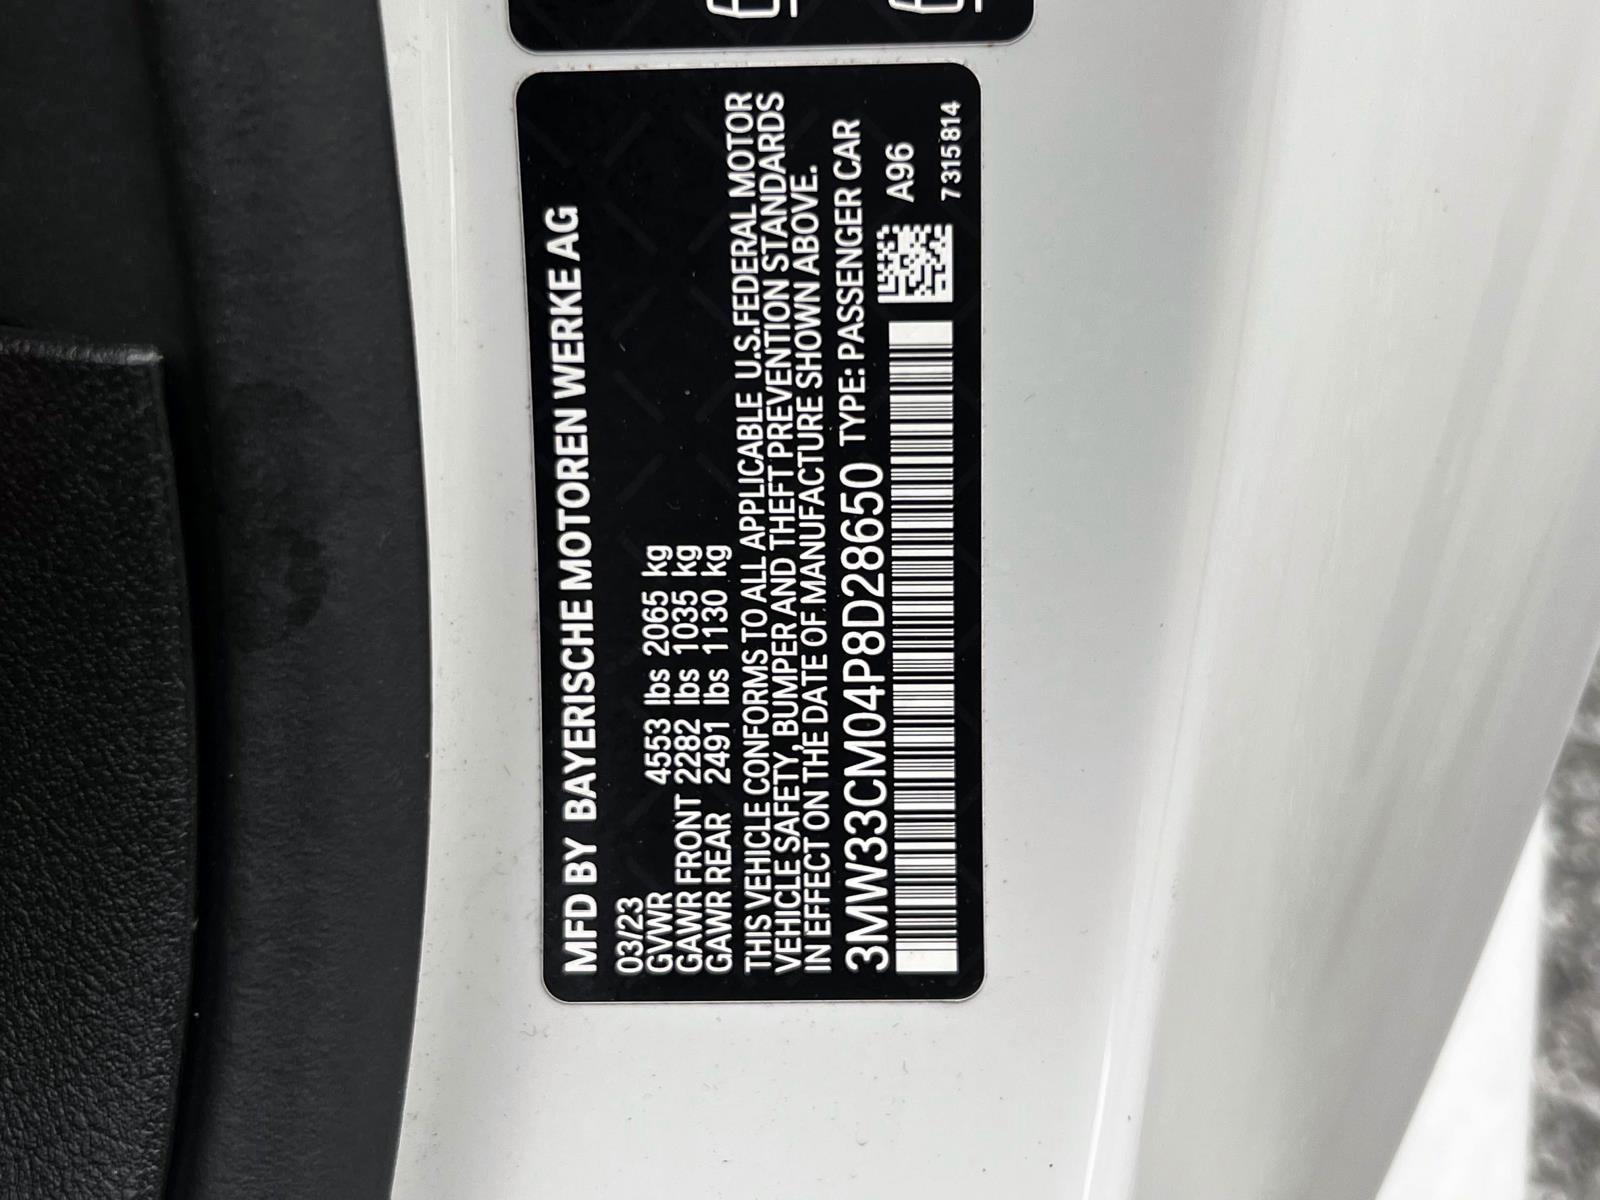 MFD BY BAYERISCHE MOTOREN WERKE AG
03/23
GVWR 4553 lbs 2065 kg
GAWR FRONT 2282 lbs 1035 kg
GAWR REAR 2491 lbs 1130 kg
THIS VEHICLE CONFORMS TO ALL APPLICABLE U.S.FEDERAL MOTOR
VEHICLE SAFETY, BUMPER AND THEFT PREVENTION STANDARDS
IN EFFECT ON THE DATE OF MANUFACTURE SHOWN ABOVE.
3MW33CM04P8D28650 TYPE: PASSENGER CAR
A96
7315814